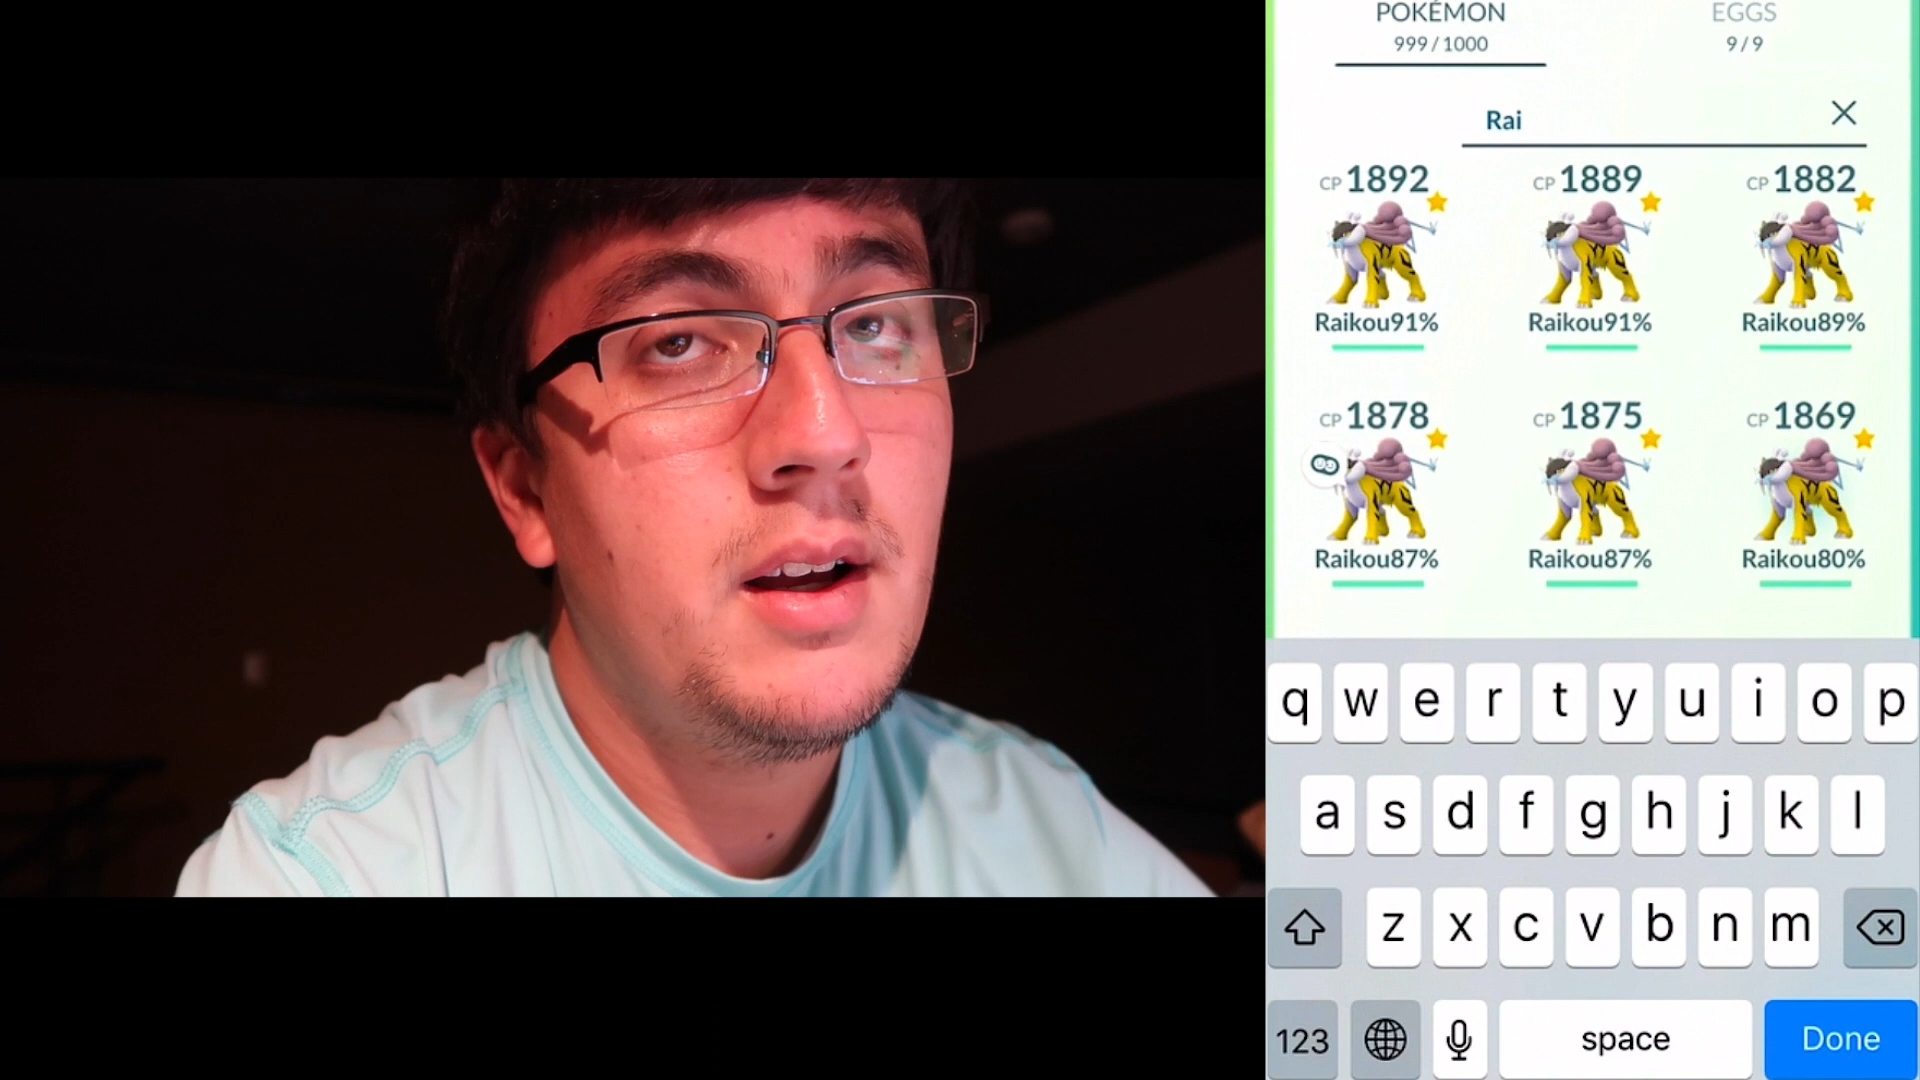 POKÉMON EGGS
999 / 1000 9 / 9
Rai
CP 1892 CP 1889 CP 1882
Raikou91% Raikou91% Raikou89%
CP 1878 CP 1875 CP 1869
Raikou87% Raikou87% Raikou80%
q w e r t y u i o p
a s d f g h j k l
z x c v b n m
123 space Done